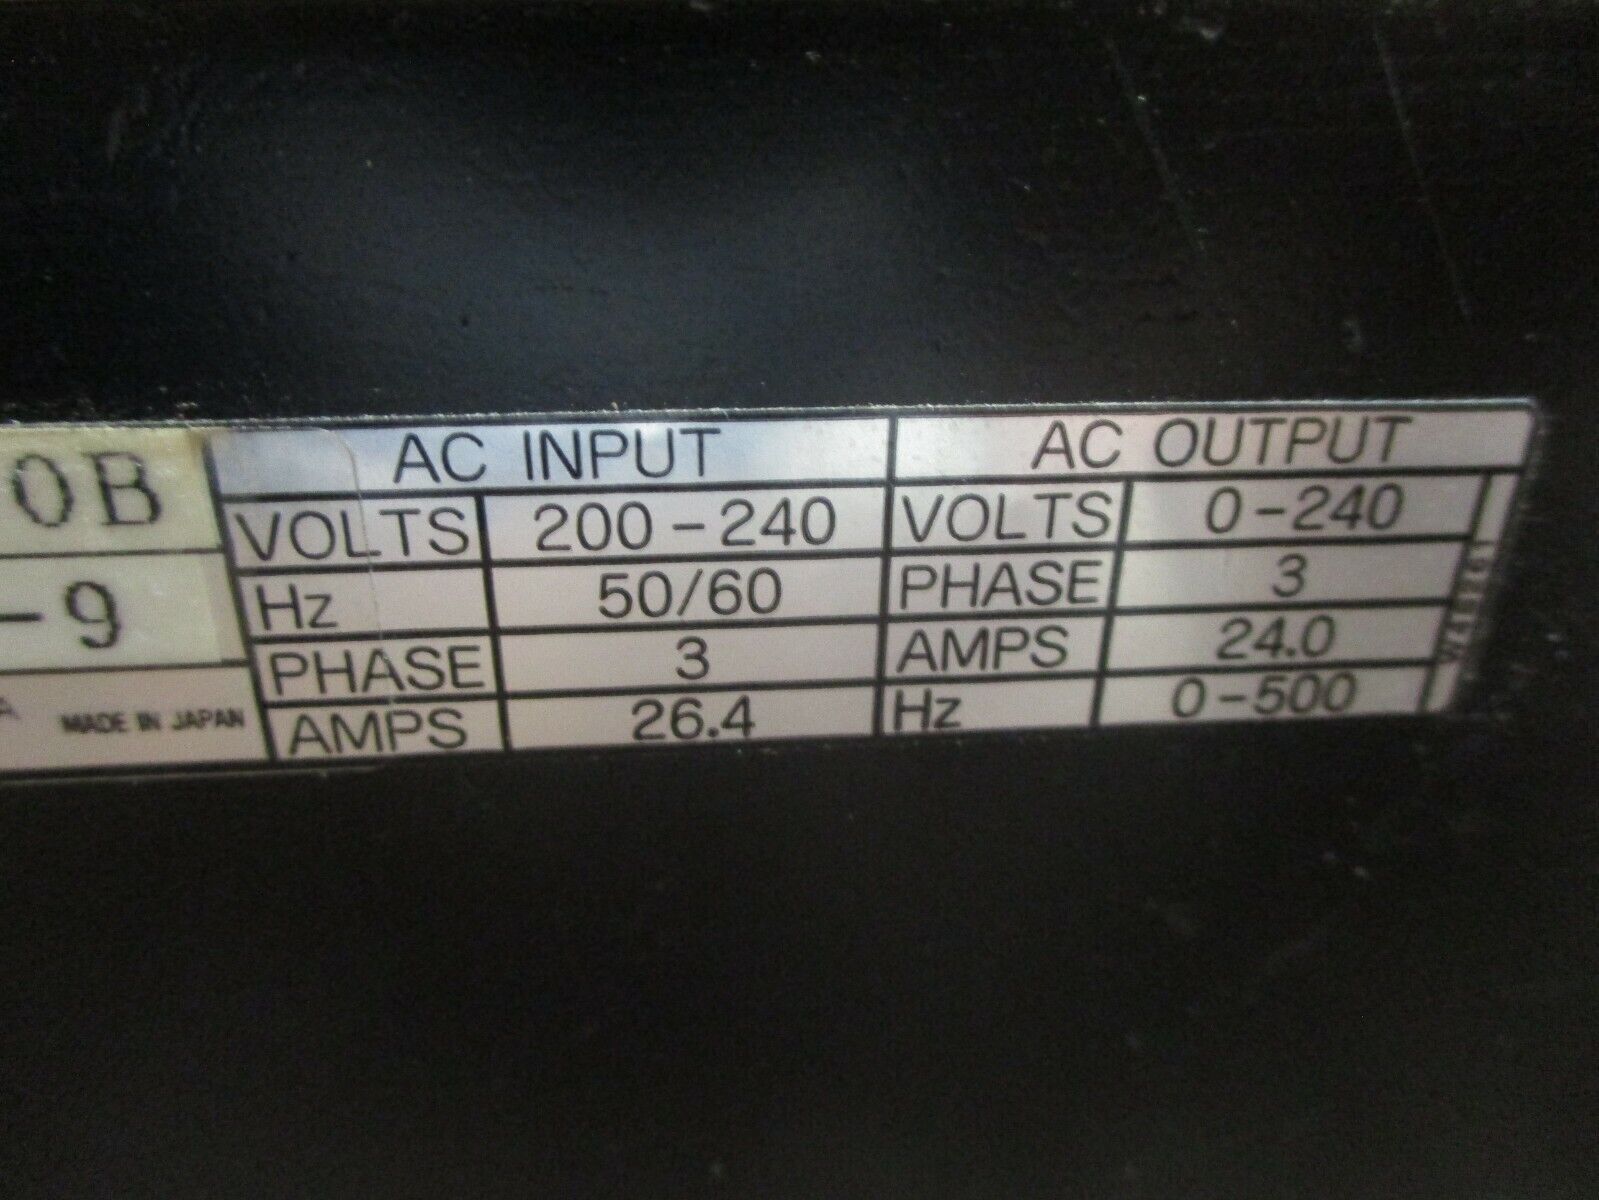 0B
-9
A MADE IN JAPAN
AC INPUT
VOLTS 200-240
Hz 50/60
PHASE 3
AMPS 26.4
AC OUTPUT
VOLTS 0-240
PHASE 3
AMPS 24.0
Hz 0-500